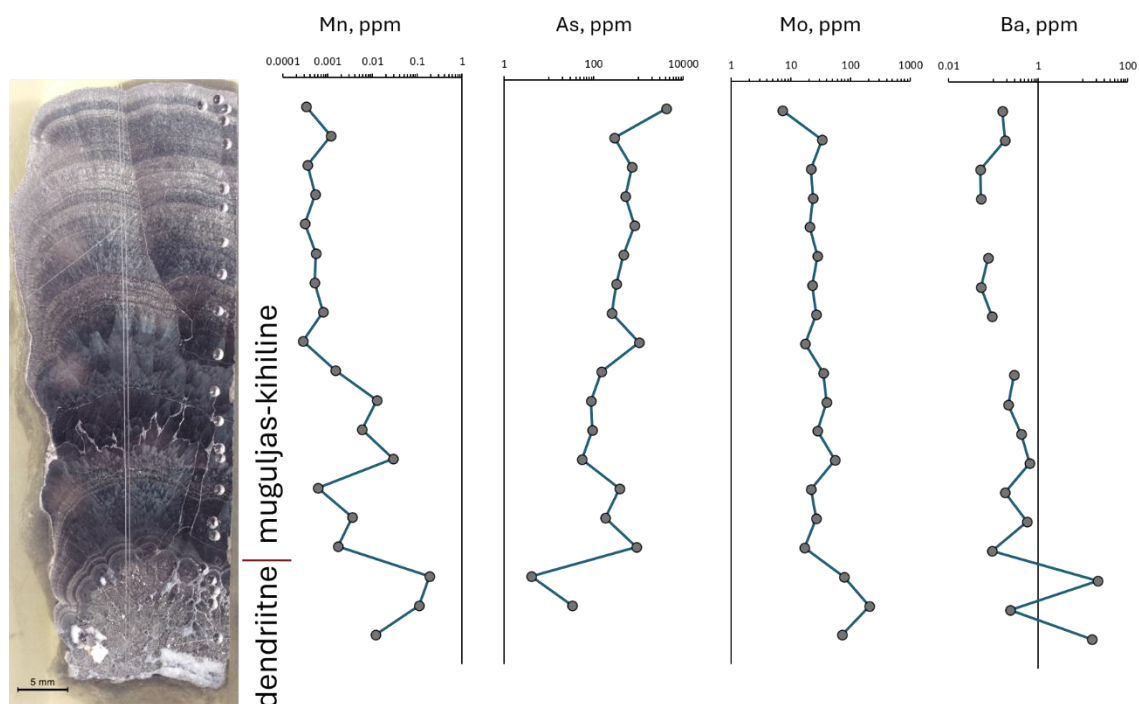 Mn, ppm
As, ppm
Mo, ppm
Ba, ppm
0.0001 0.001 0.01 0.1 1
1 100 10000
1 10 100 1000
0.01 1 100
muguljas-kihiline
dendriitne
5 mm